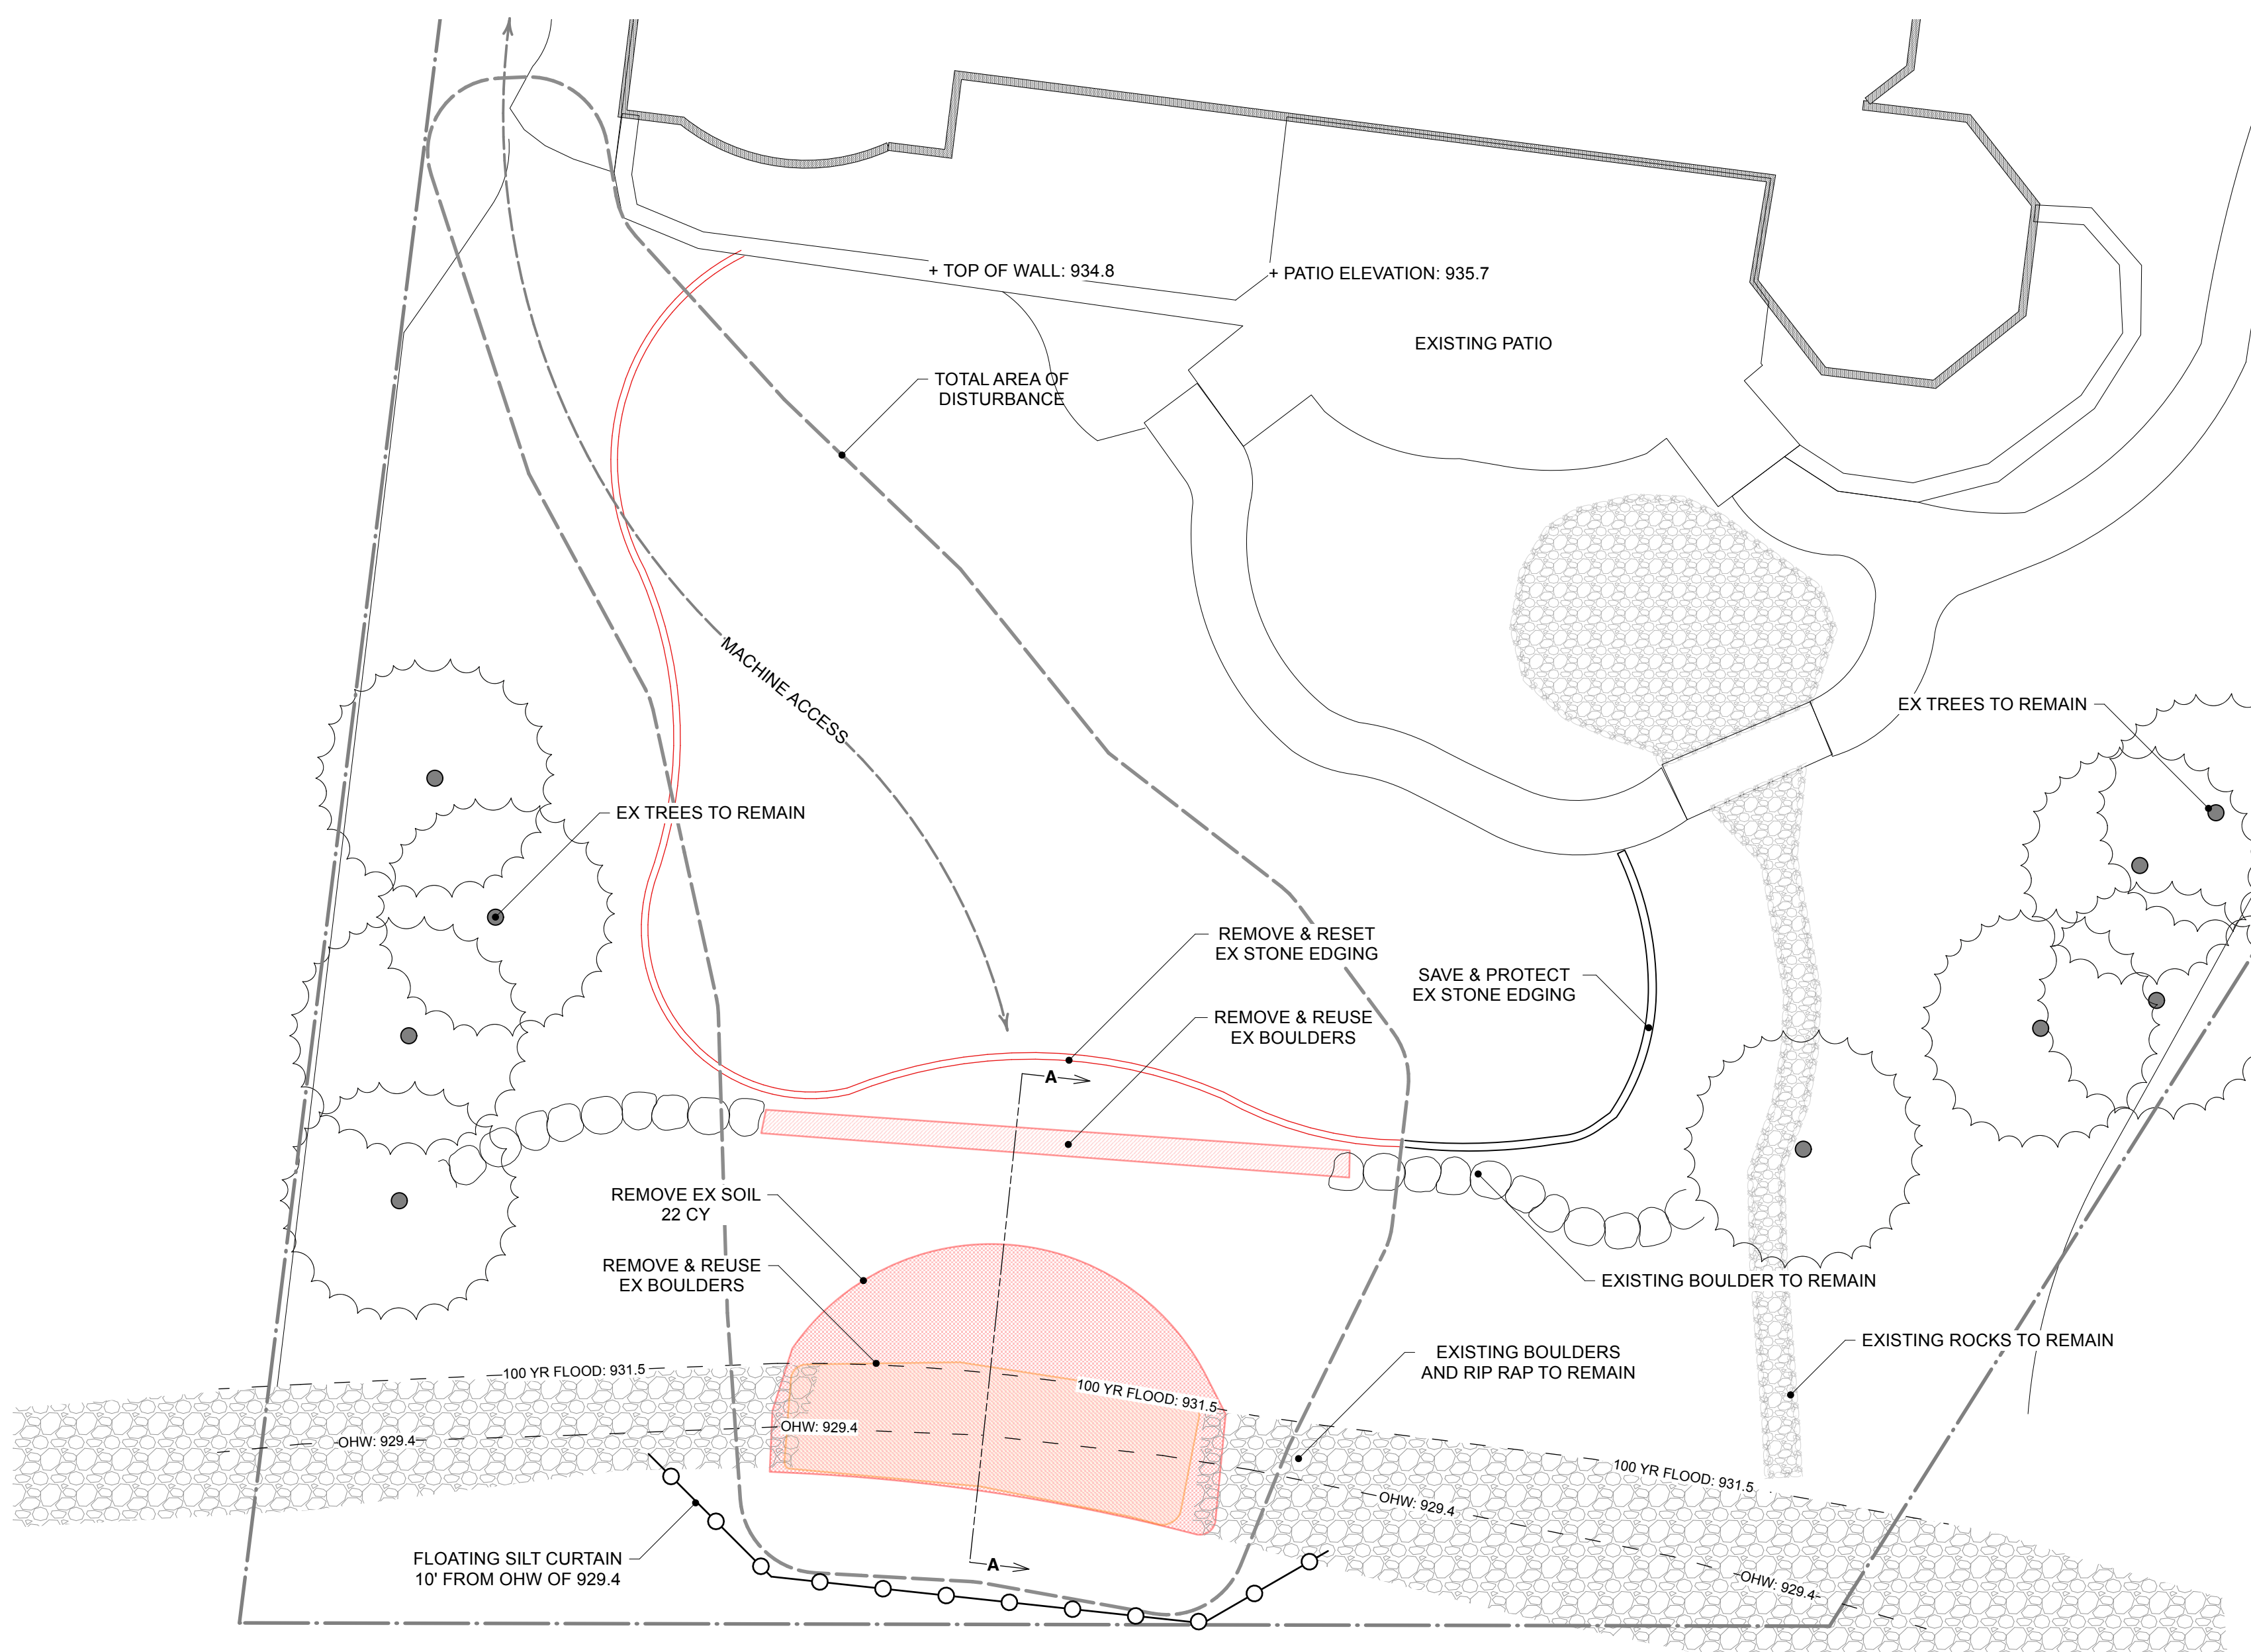 + TOP OF WALL: 934.8
+ PATIO ELEVATION: 935.7
EXISTING PATIO
TOTAL AREA OF
DISTURBANCE
MACHINE ACCESS
EX TREES TO REMAIN
EX TREES TO REMAIN
REMOVE & RESET
EX STONE EDGING
SAVE & PROTECT
EX STONE EDGING
REMOVE & REUSE
EX BOULDERS
A
REMOVE EX SOIL
22 CY
REMOVE & REUSE
EX BOULDERS
EXISTING BOULDER TO REMAIN
EXISTING ROCKS TO REMAIN
EXISTING BOULDERS
AND RIP RAP TO REMAIN
100 YR FLOOD: 931.5
100 YR FLOOD: 931.5
OHW: 929.4
OHW: 929.4
100 YR FLOOD: 931.5
OHW: 929.4
FLOATING SILT CURTAIN
10' FROM OHW OF 929.4
A
OHW: 929.4